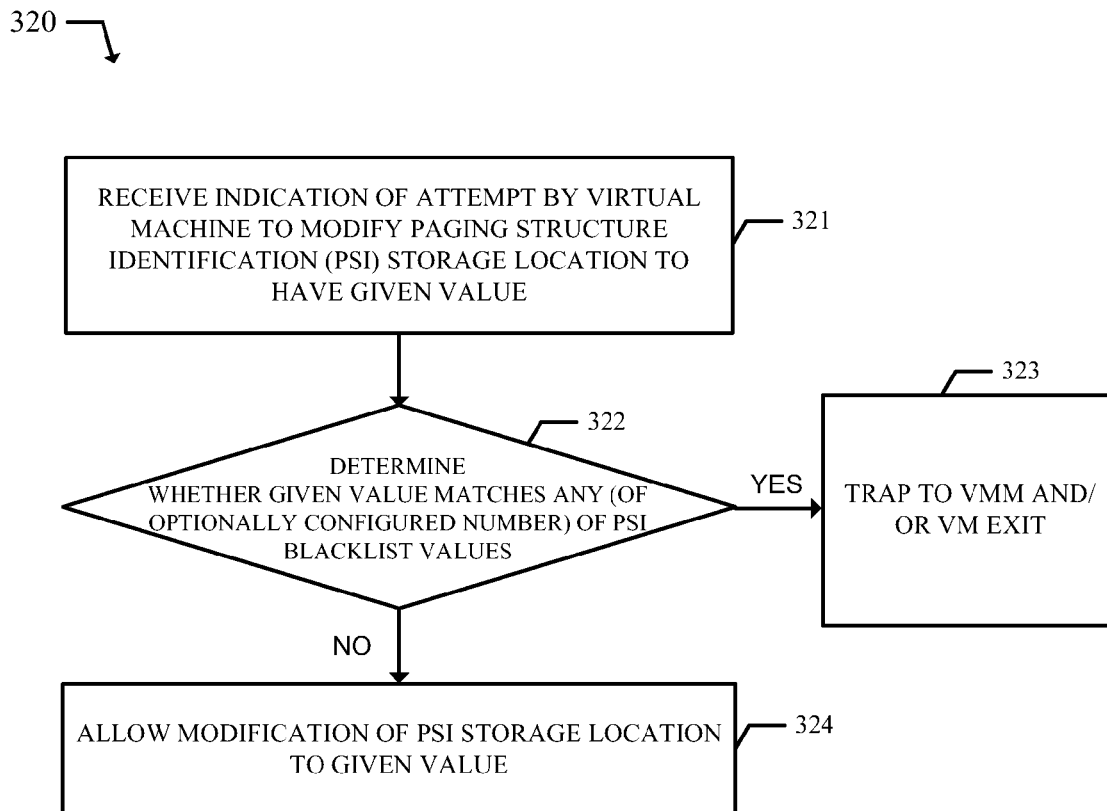 320
RECEIVE INDICATION OF ATTEMPT BY VIRTUAL
MACHINE TO MODIFY PAGING STRUCTURE
IDENTIFICATION (PSI) STORAGE LOCATION TO
HAVE GIVEN VALUE
321
322
DETERMINE
WHETHER GIVEN VALUE MATCHES ANY (OF
OPTIONALLY CONFIGURED NUMBER) OF PSI
BLACKLIST VALUES
YES
323
TRAP TO VMM AND/
OR VM EXIT
NO
ALLOW MODIFICATION OF PSI STORAGE LOCATION
TO GIVEN VALUE
324